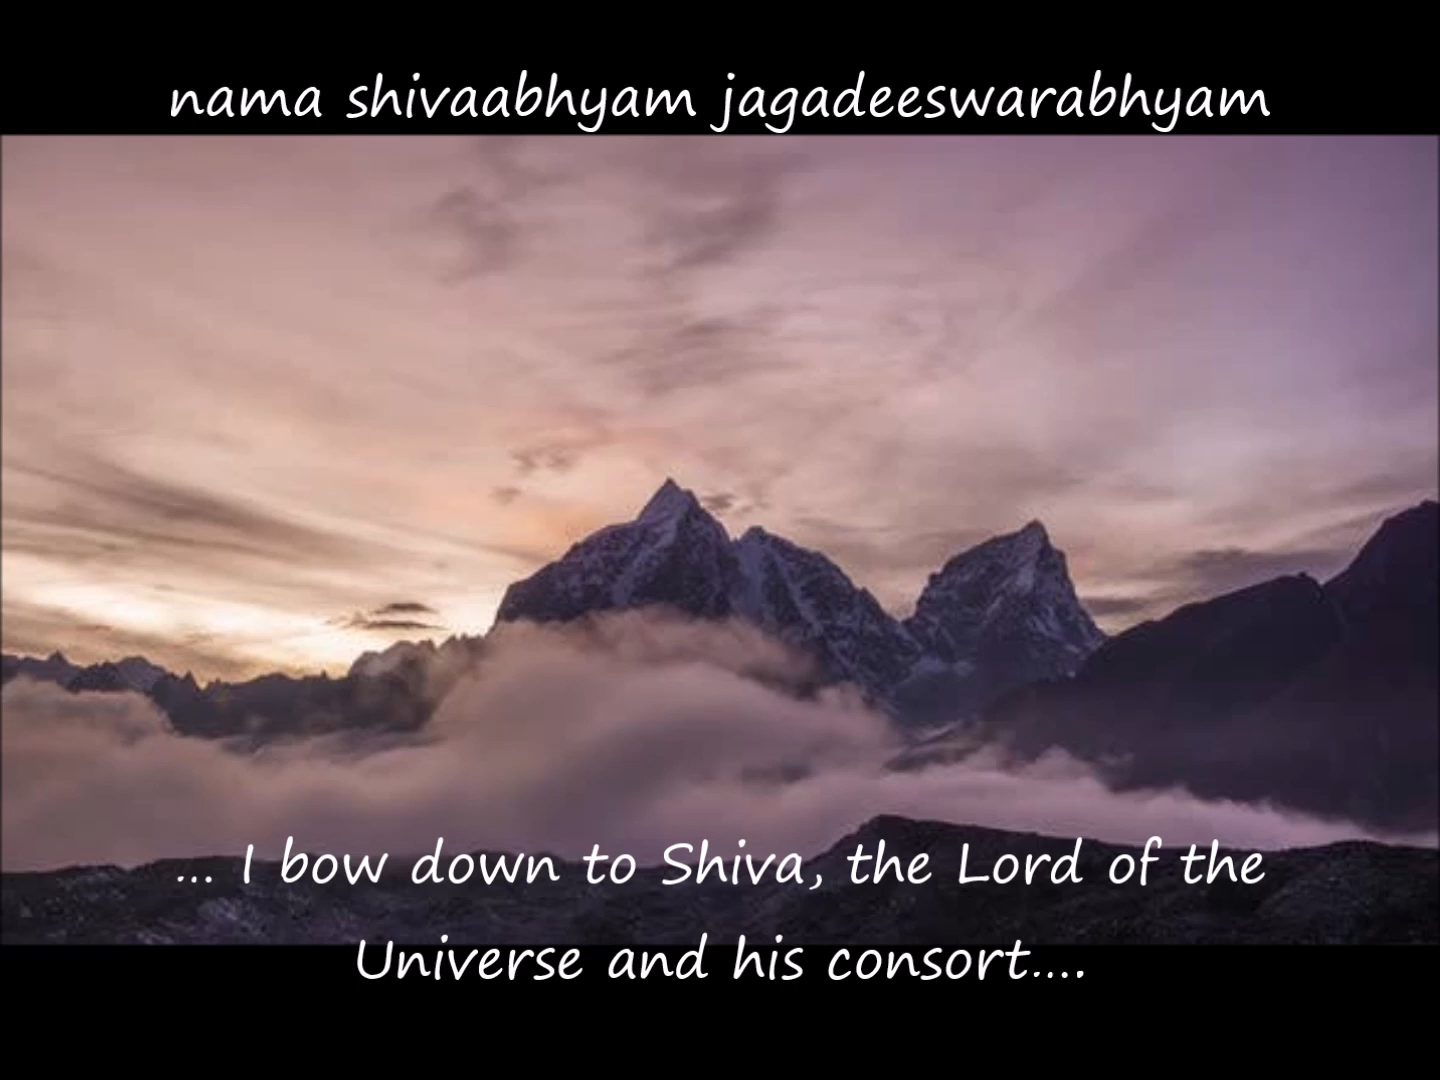 nama shivaabhyam jagadeeswarabhyam
... I bow down to Shiva, the Lord of the
Universe and his consort....